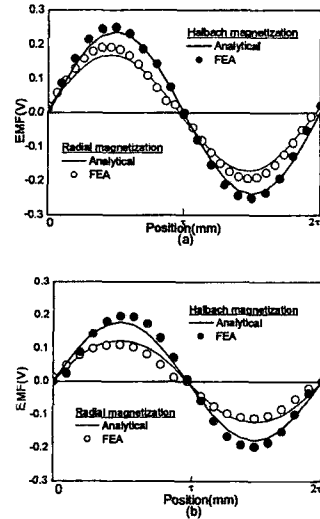 0.3
0.2
0.1
0.0
-0.1
-0.2
-0.3
EMF(V)
Halbach magnetization
Analytical
FEA
Radial magnetization
Analytical
FEA
0
τ
2τ
Position(mm)
(a)
0.3
0.2
0.1
0.0
-0.1
-0.2
-0.3
EMF(V)
Halbach magnetization
Analytical
FEA
Radial magnetization
Analytical
FEA
0
τ
2τ
Position(mm)
(b)